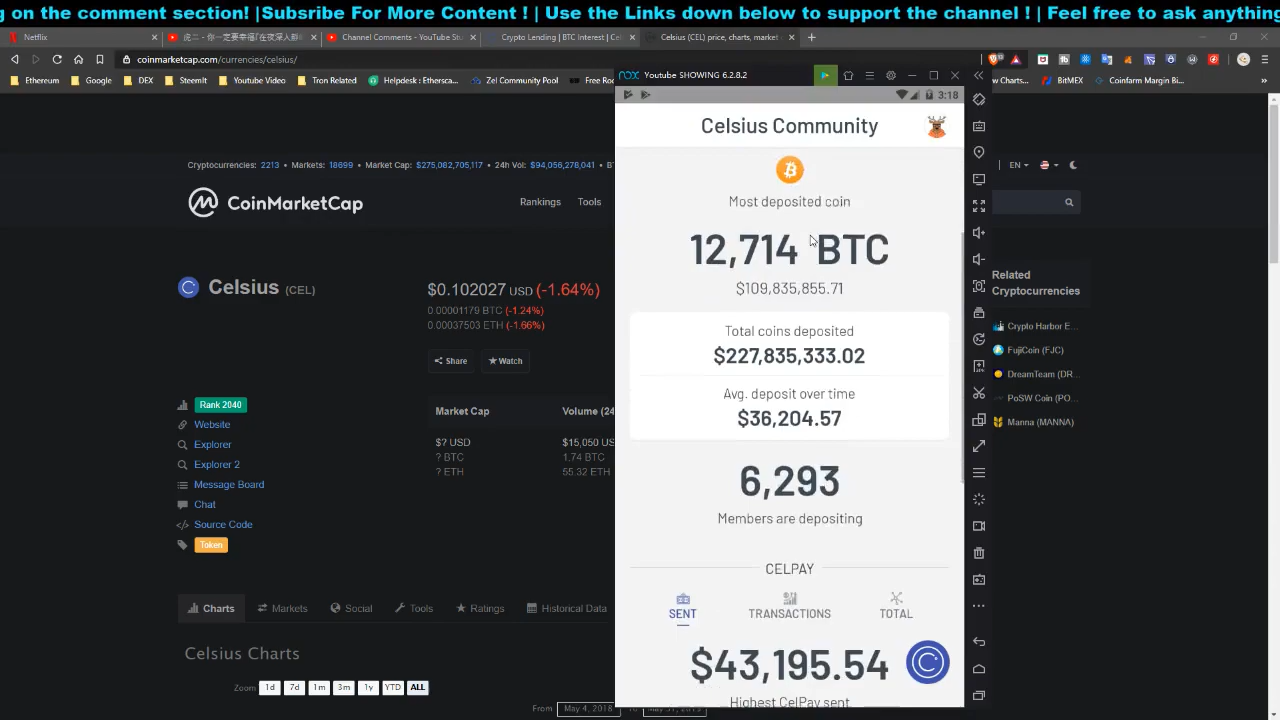 g on the comment section! |Subsribe For More Content ! | Use the Links down below to support the channel ! | Feel free to ask anything
Netflix
Channel Comments - YouTube Stu
Crypto Lending | BTC Interest | Cel
Celsius (CEL) price, charts, market
coinmarketcap.com/currencies/celsius/
Ethereum
Google
DEX
SteemIt
Youtube Video
Tron Related
Helpdesk : Ethersca...
Zel Community Pool
Free Roo
w Charts...
BitMEX
Coinfarm Margin Bi...
nox Youtube SHOWING 6.2.8.2
3:18
Cryptocurrencies: 2213 • Markets: 18699 • Market Cap: $275,082,705,117 • 24h Vol: $94,056,278,041 • B
EN
CoinMarketCap
Rankings
Tools
Celsius (CEL)
$0.102027 USD (-1.64%)
0.00001179 BTC (-1.24%)
0.00037503 ETH (-1.66%)
Share
Watch
Rank 2040
Website
Explorer
Explorer 2
Message Board
Chat
Source Code
Token
Market Cap
Volume (24
$? USD
$15,050 US
? BTC
1.74 BTC
? ETH
55.32 ETH
Charts
Markets
Social
Tools
Ratings
Historical Data
Celsius Charts
Zoom
1d
7d
1m
3m
1y
YTD
ALL
From
May 4, 2018
Celsius Community
Most deposited coin
12,714 BTC
$109,835,855.71
Total coins deposited
$227,835,333.02
Avg. deposit over time
$36,204.57
6,293
Members are depositing
CELPAY
SENT
TRANSACTIONS
TOTAL
$43,195.54
Highest CelPay sent
Related
Cryptocurrencies
Crypto Harbor E...
FujiCoin (FJC)
DreamTeam (DR...
PoSW Coin (PO...
Manna (MANNA)